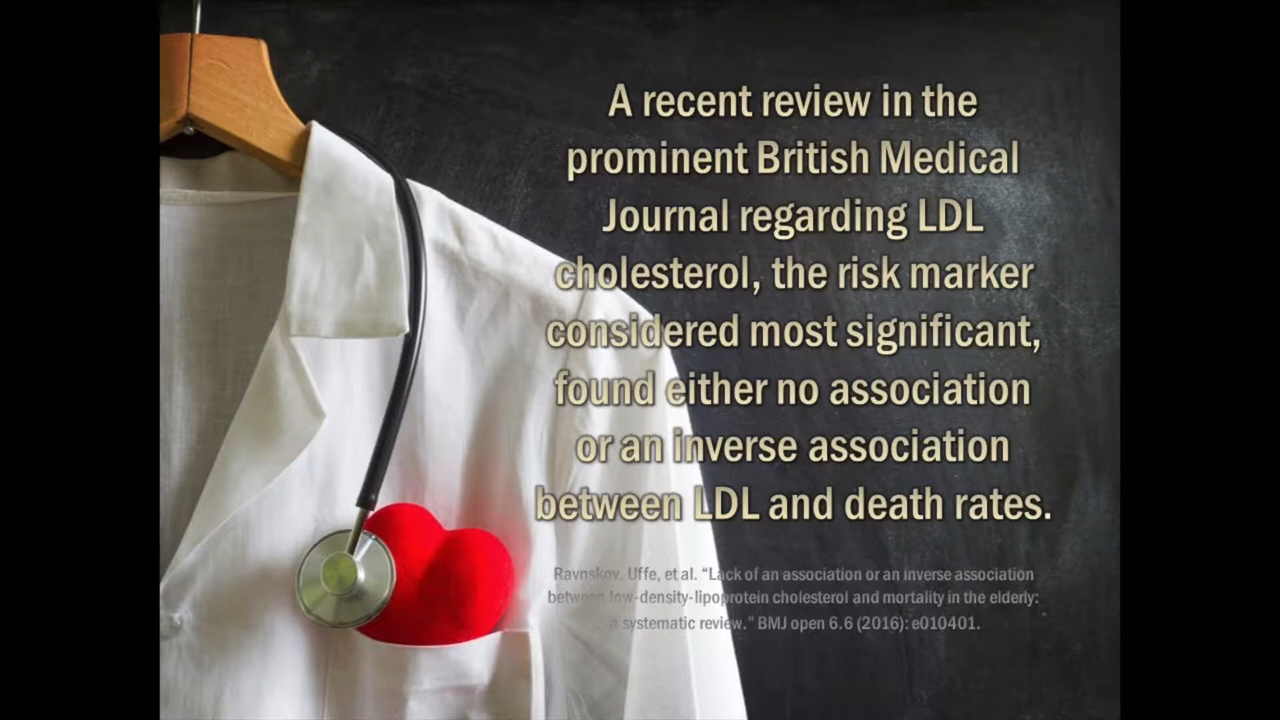 A recent review in the
prominent British Medical
Journal regarding LDL
cholesterol, the risk marker
considered most significant,
found either no association
or an inverse association
between LDL and death rates.
Ravnskov, Uffe, et al. “Lack of an association or an inverse association
between low-density-lipoprotein cholesterol and mortality in the elderly:
a systematic review.” BMJ open 6.6 (2016): e010401.